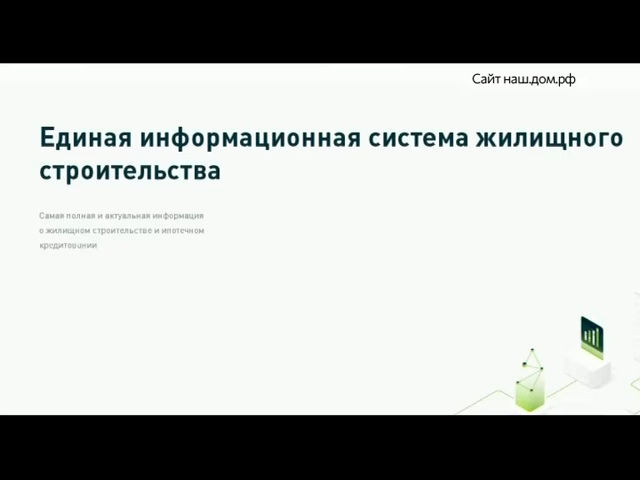 Сайт наш.дом.рф
Единая информационная система жилищного
строительства
Самая полная и актуальная информация
о жилищном строительстве и ипотечном
кредитовании